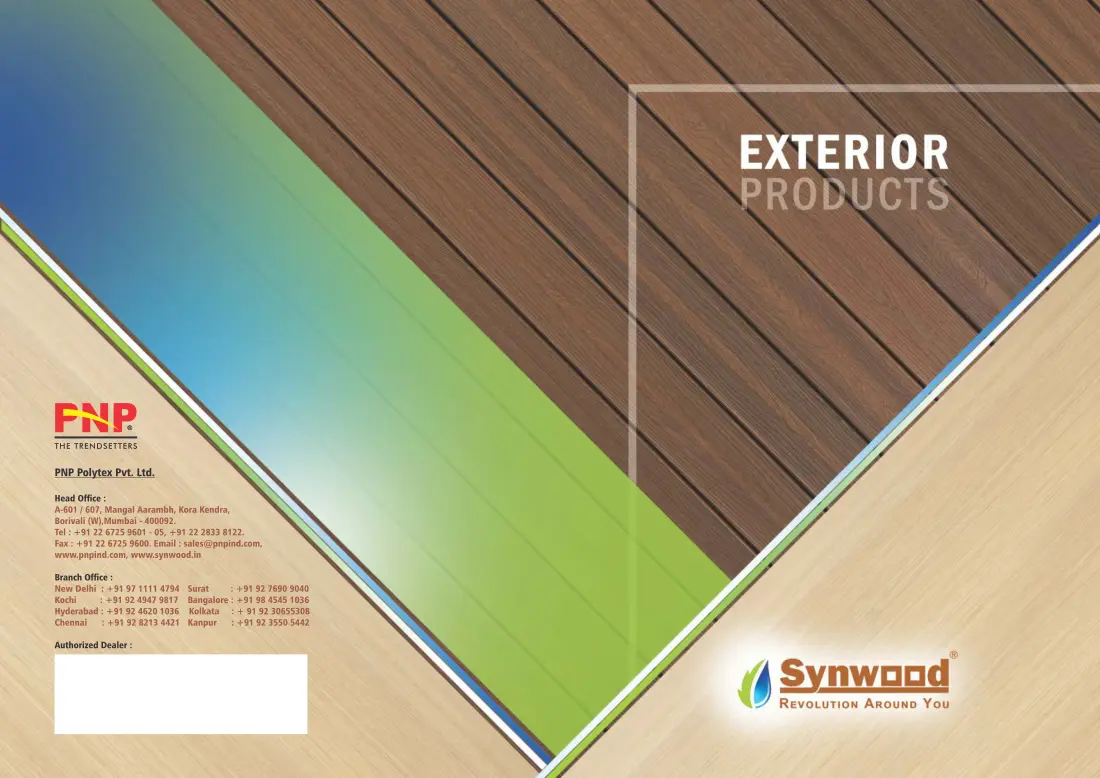 EXTERIOR
PRODUCTS
PNP®
THE TRENDSETTERS
PNP Polytex Pvt. Ltd.
Head Office :
A-601 / 607, Mangal Aarambh, Kora Kendra,
Borivali (W),Mumbai - 400092.
Tel : +91 22 6725 9601 - 05, +91 22 2833 8122.
Fax : +91 22 6725 9600. Email : sales@pnpind.com,
www.pnpind.com, www.synwood.in
Branch Office :
New Delhi : +91 97 1111 4794 Surat : +91 92 7690 9040
Kochi : +91 92 4947 9817 Bangalore : +91 98 4545 1036
Hyderabad : +91 92 4620 1036 Kolkata : + 91 92 30655308
Chennai : +91 92 8213 4421 Kanpur : +91 92 3550 5442
Authorized Dealer :
Synwood®
REVOLUTION AROUND YOU